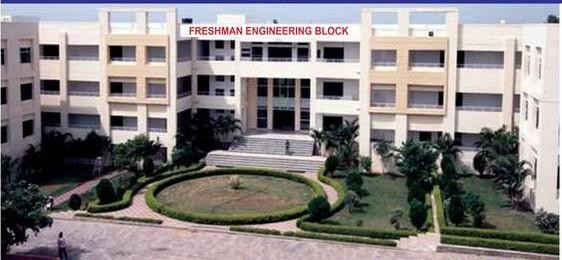 FRESHMAN ENGINEERING BLOCK